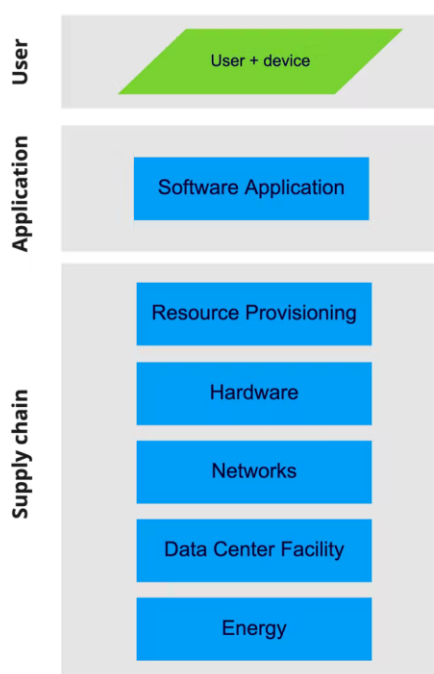 User
User + device
Application
Software Application
Supply chain
Resource Provisioning
Hardware
Networks
Data Center Facility
Energy